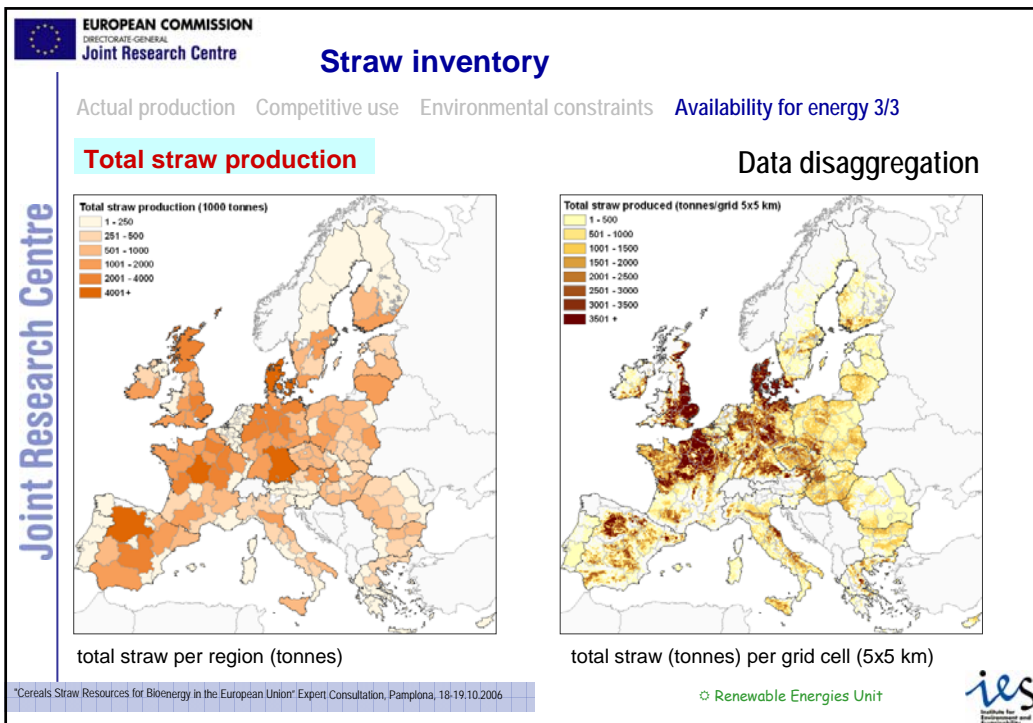 EUROPEAN COMMISSION
DIRECTORATE-GENERAL
Joint Research Centre
Straw inventory
Actual production Competitive use Environmental constraints Availability for energy 3/3
Total straw production
Data disaggregation
Joint Research Centre
Total straw production (1000 tonnes)
1 - 250
251 - 500
501 - 1000
1001 - 2000
2001 - 4000
4001+
Total straw produced (tonnes/grid 5x5 km)
1 - 500
501 - 1000
1001 - 1500
1501 - 2000
2001 - 2500
2501 - 3000
3001 - 3500
3501 +
total straw per region (tonnes)
total straw (tonnes) per grid cell (5x5 km)
"Cereals Straw Resources for Bioenergy in the European Union" Expert Consultation, Pamplona, 18-19.10.2006
Renewable Energies Unit
ies
Institute for
Environment and
Sustainability